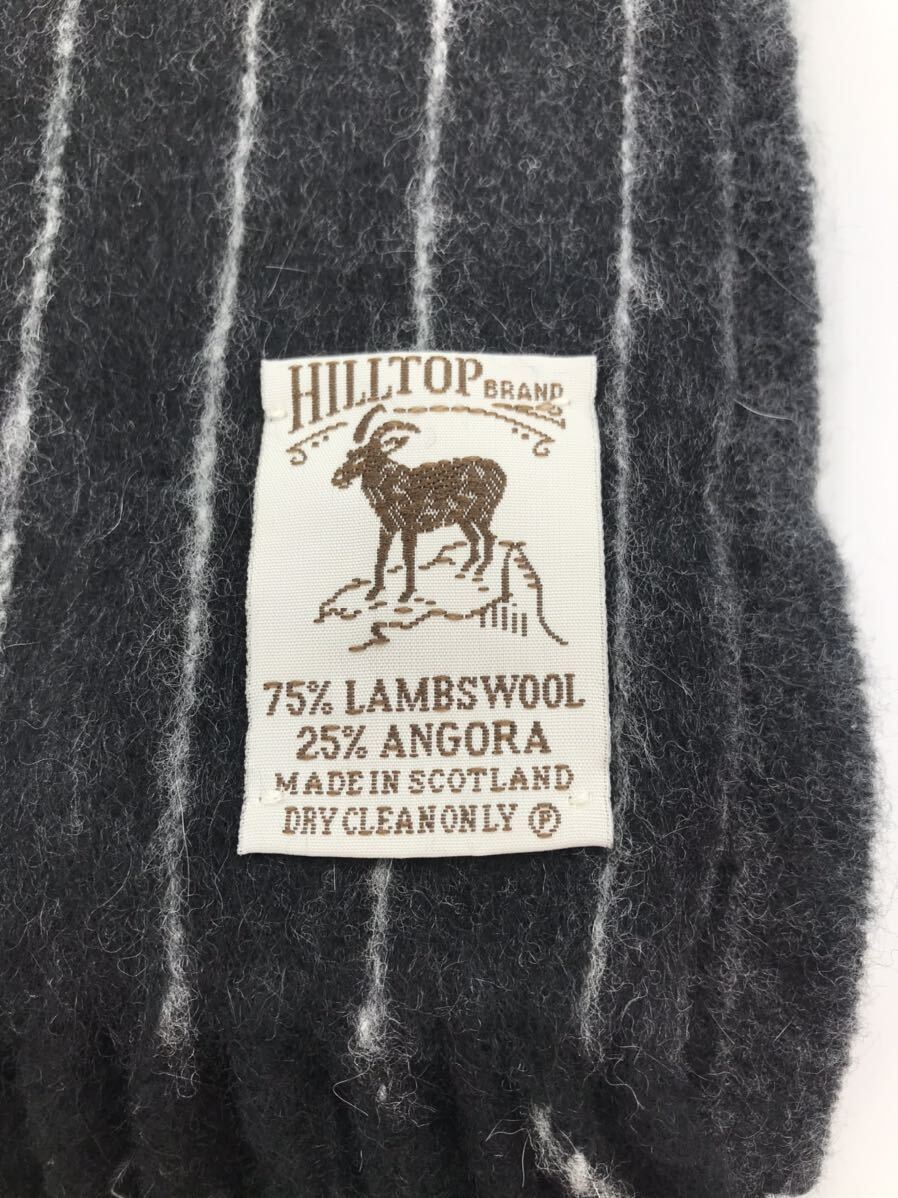 HILLTOP BRAND
75% LAMBSWOOL
25% ANGORA
MADE IN SCOTLAND
DRY CLEAN ONLY Ⓟ